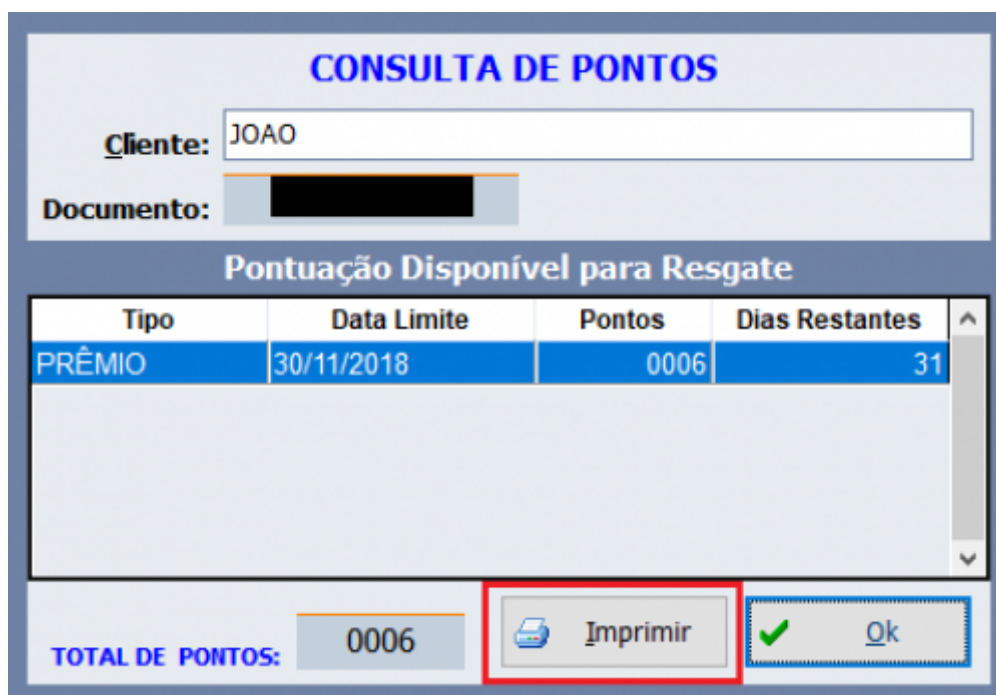 CONSULTA DE PONTOS
Cliente: JOAO
Documento:
Pontuação Disponível para Resgate
Tipo Data Limite Pontos Dias Restantes
PRÊMIO 30/11/2018 0006 31
TOTAL DE PONTOS: 0006 Imprimir Ok